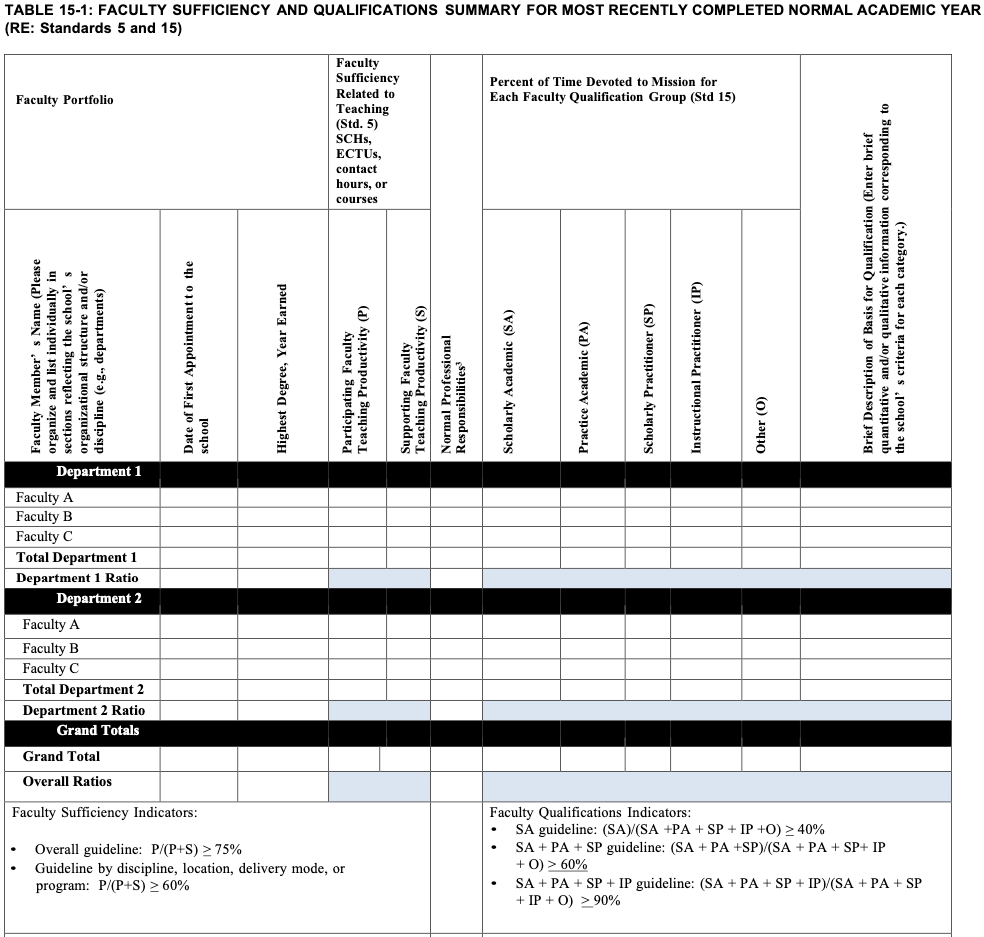 TABLE 15-1: FACULTY SUFFICIENCY AND QUALIFICATIONS SUMMARY FOR MOST RECENTLY COMPLETED NORMAL ACADEMIC YEAR
(RE: Standards 5 and 15)
Faculty Portfolio
Faculty
Sufficiency
Related to
Teaching
(Std. 5)
SCHs,
ECTUs,
contact
hours, or
courses
Percent of Time Devoted to Mission for
Each Faculty Qualification Group (Std 15)
Faculty Member’ s Name (Please
organize and list individually in
sections reflecting the school’ s
organizational structure and/or
discipline (e.g., departments)
Date of First Appointment t o the
school
Highest Degree, Year Earned
Participating Faculty
Teaching Productivity (P)
Supporting Faculty
Teaching Productivity (S)
Normal Professional
Responsibilities³
Scholarly Academic (SA)
Practice Academic (PA)
Scholarly Practitioner (SP)
Instructional Practitioner (IP)
Other (O)
Brief Description of Basis for Qualification (Enter brief
quantitative and/or qualitative information corresponding to
the school’ s criteria for each category.)
Department 1
Faculty A
Faculty B
Faculty C
Total Department 1
Department 1 Ratio
Department 2
Faculty A
Faculty B
Faculty C
Total Department 2
Department 2 Ratio
Grand Totals
Grand Total
Overall Ratios
Faculty Sufficiency Indicators:
• Overall guideline: P/(P+S) ≥ 75%
• Guideline by discipline, location, delivery mode, or
program: P/(P+S) ≥ 60%
Faculty Qualifications Indicators:
• SA guideline: (SA)/(SA +PA + SP + IP +O) ≥ 40%
• SA + PA + SP guideline: (SA + PA +SP)/(SA + PA + SP+ IP
+ O) ≥ 60%
• SA + PA + SP + IP guideline: (SA + PA + SP + IP)/(SA + PA + SP
+ IP + O) ≥ 90%